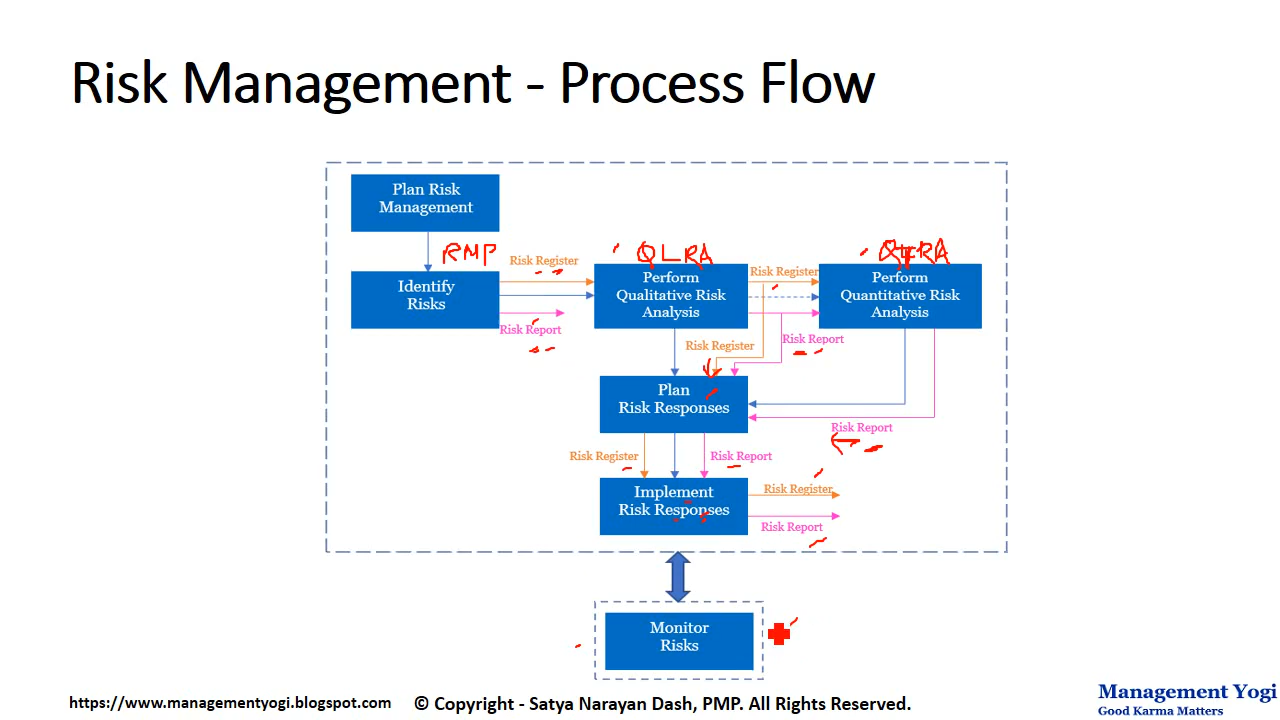 Risk Management - Process Flow
Plan Risk
Management
RMP
Identify
Risks
Risk Register
Risk Report
QLRA
Perform
Qualitative Risk
Analysis
Risk Register
Risk Register
Risk Report
Perform
Quantitative Risk
Analysis
Plan
Risk Responses
Risk Report
Risk Register
Risk Report
Implement
Risk Responses
Risk Register
Risk Report
Monitor
Risks
https://www.managementyogi.blogspot.com
© Copyright - Satya Narayan Dash, PMP. All Rights Reserved.
Management Yogi
Good Karma Matters